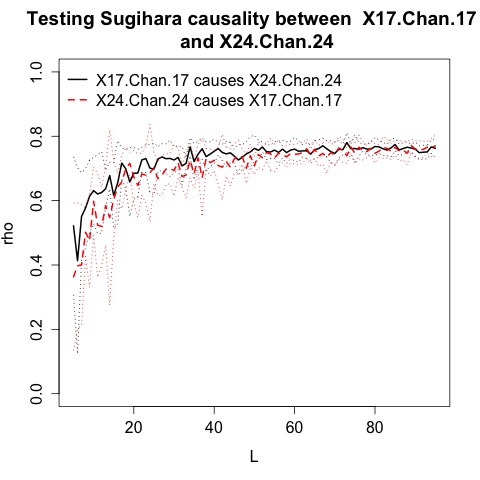 Testing Sugihara causality between  X17.Chan.17
and X24.Chan.24
X17.Chan.17 causes X24.Chan.24
X24.Chan.24 causes X17.Chan.17
1.0
0.8
0.6
0.4
0.2
0.0
rho
20 40 60 80
L